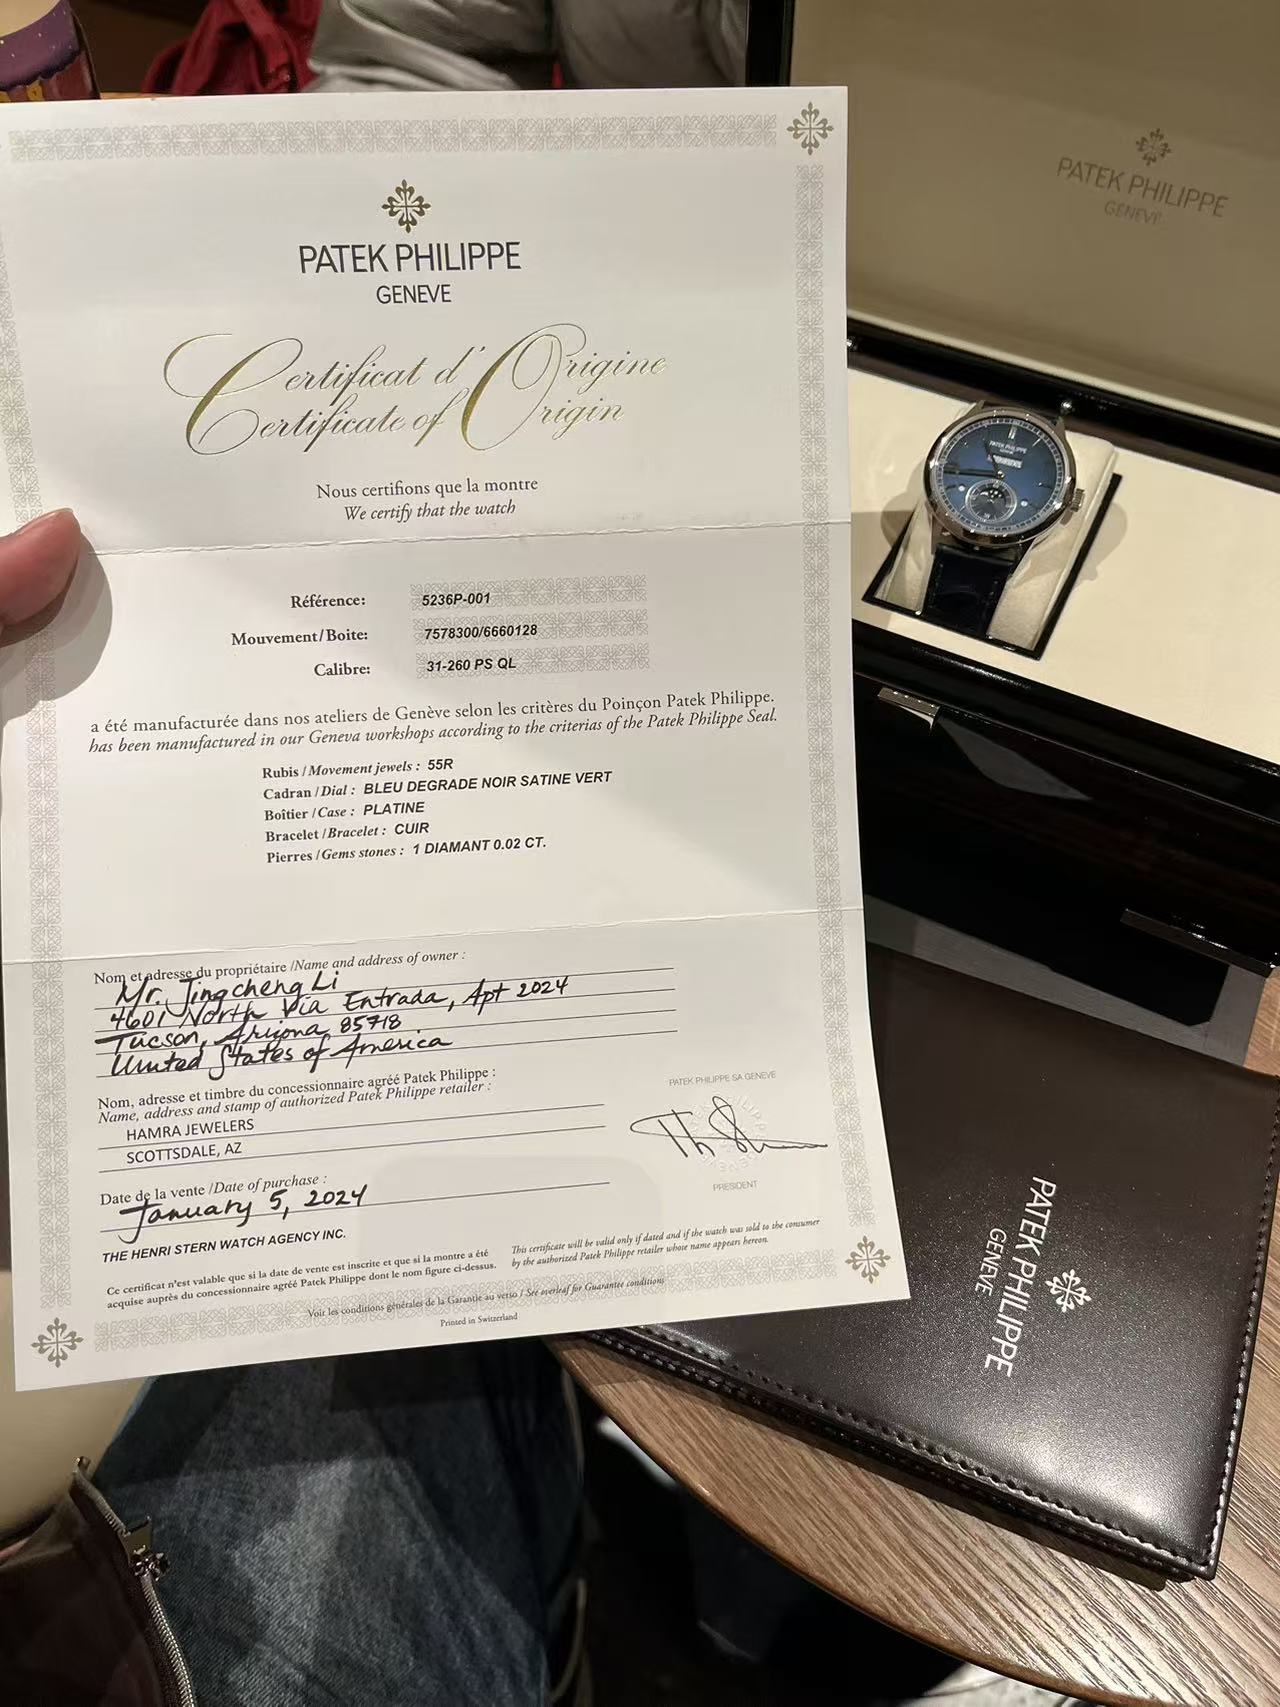 PATEK PHILIPPE
GENEVE
Certificat d'Origine
Certificate of Origin
Nous certifions que la montre
We certify that the watch
Référence: 5236P-001
Mouvement/Boite: 7578300/6660128
Calibre: 31-260 PS QL
a été manufacturée dans nos ateliers de Genève selon les critères du Poinçon Patek Philippe.
has been manufactured in our Geneva workshops according to the criterias of the Patek Philippe Seal.
Rubis / Movement jewels : 55R
Cadran / Dial : BLEU DEGRADE NOIR SATINE VERT
Boîtier / Case : PLATINE
Bracelet / Bracelet : CUIR
Pierres / Gems stones : 1 DIAMANT 0.02 CT.
Nom et adresse du propriétaire /Name and address of owner :
Mr. Jingcheng Li
4601 North Via Entrada, Apt 2024
Tucson, Arizona 85718
United States of America
Nom, adresse et timbre du concessionnaire agréé Patek Philippe :
Name, address and stamp of authorized Patek Philippe retailer :
HAMRA JEWELERS
SCOTTSDALE, AZ
PATEK PHILIPPE SA GENEVE
PRESIDENT
Date de la vente /Date of purchase :
January 5, 2024
THE HENRI STERN WATCH AGENCY INC.
Ce certificat n'est valable que si la date de vente est inscrite et que si la montre a été
acquise auprès du concessionnaire agréé Patek Philippe dont le nom figure ci-dessus.
This certificate will be valid only if dated and if the watch was sold to the consumer
by the authorized Patek Philippe retailer whose name appears hereon.
Voir les conditions générales de la Garantie au verso / See overleaf for Guarantee conditions
Printed in Switzerland
PATEK PHILIPPE
GENEVE
PATEK PHILIPPE
GENEVE
PATEK PHILIPPE
GENEVE